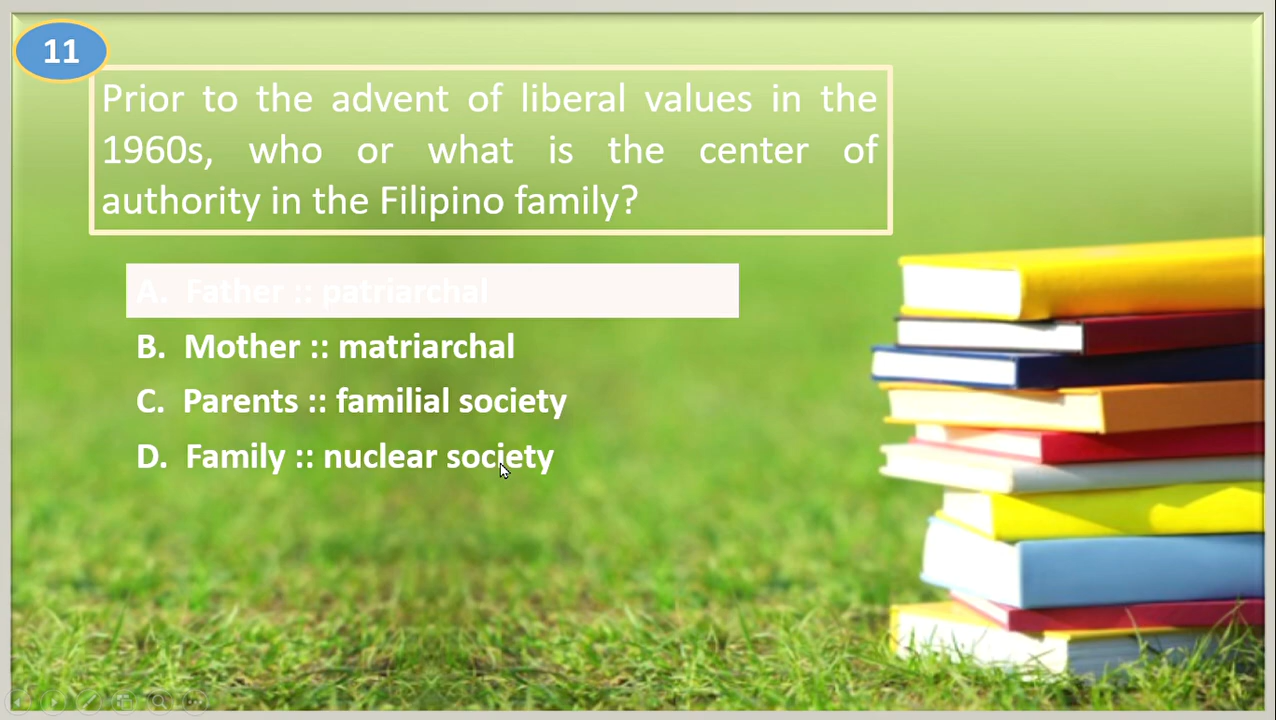 11
Prior to the advent of liberal values in the
1960s, who or what is the center of
authority in the Filipino family?
A. Father :: patriarchal
B. Mother :: matriarchal
C. Parents :: familial society
D. Family :: nuclear society